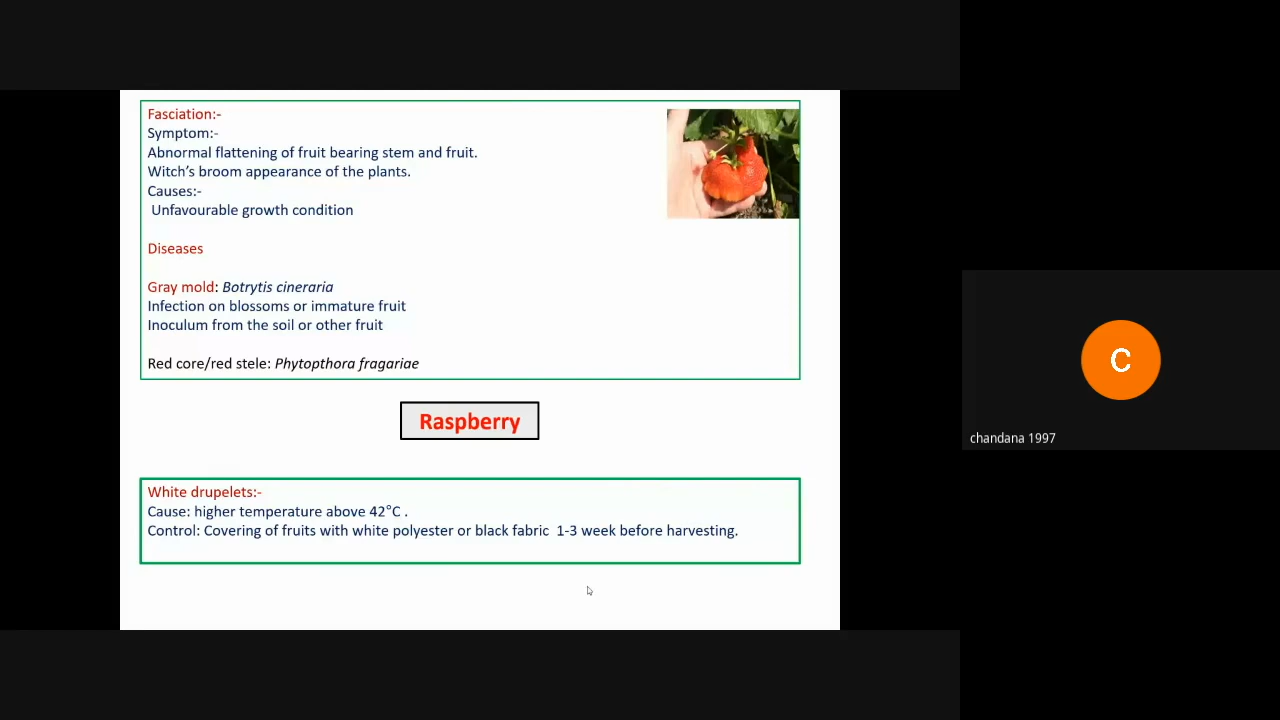 Fasciation:-
Symptom:-
Abnormal flattening of fruit bearing stem and fruit.
Witch's broom appearance of the plants.
Causes:-
Unfavourable growth condition
Diseases
Gray mold: Botrytis cineraria
Infection on blossoms or immature fruit
Inoculum from the soil or other fruit
Red core/red stele: Phytopthora fragariae
Raspberry
White drupelets:-
Cause: higher temperature above 42°C .
Control: Covering of fruits with white polyester or black fabric 1-3 week before harvesting.
C
chandana 1997